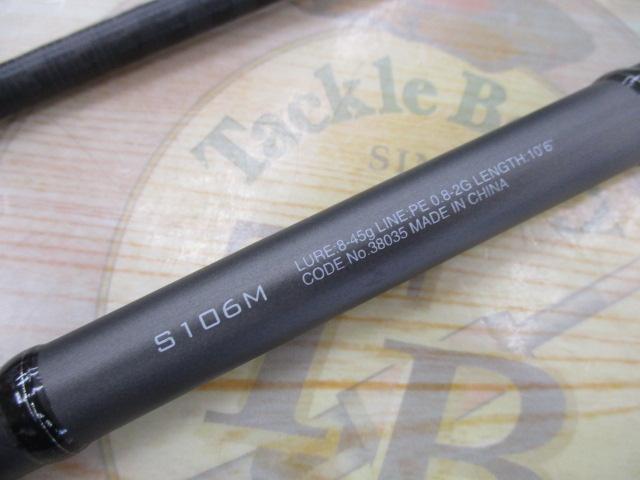 Tackle B
SIN
S106M
LURE:8-45g LINE:PE 0.8-2G LENGTH:10'6"
CODE No.38035 MADE IN CHINA
B